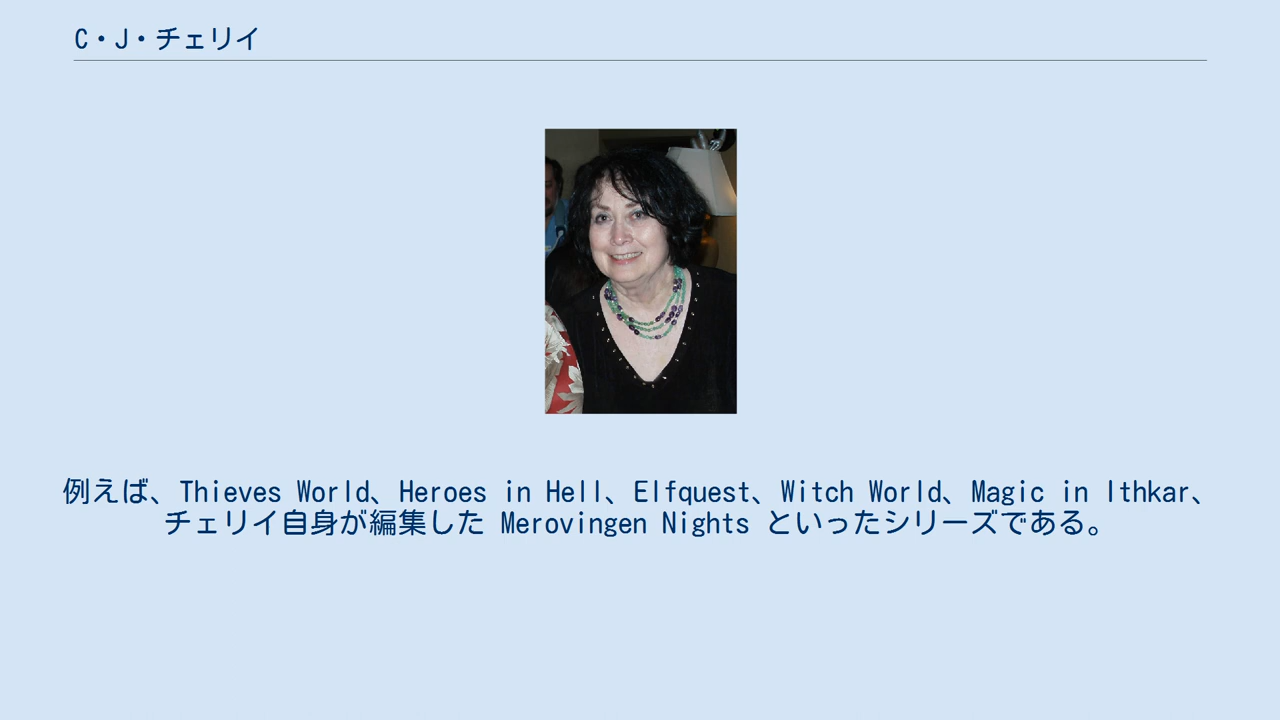 C・J・チェリイ
例えば、Thieves World、Heroes in Hell、Elfquest、Witch World、Magic in Ithkar、
チェリイ自身が編集した Merovingen Nights といったシリーズである。